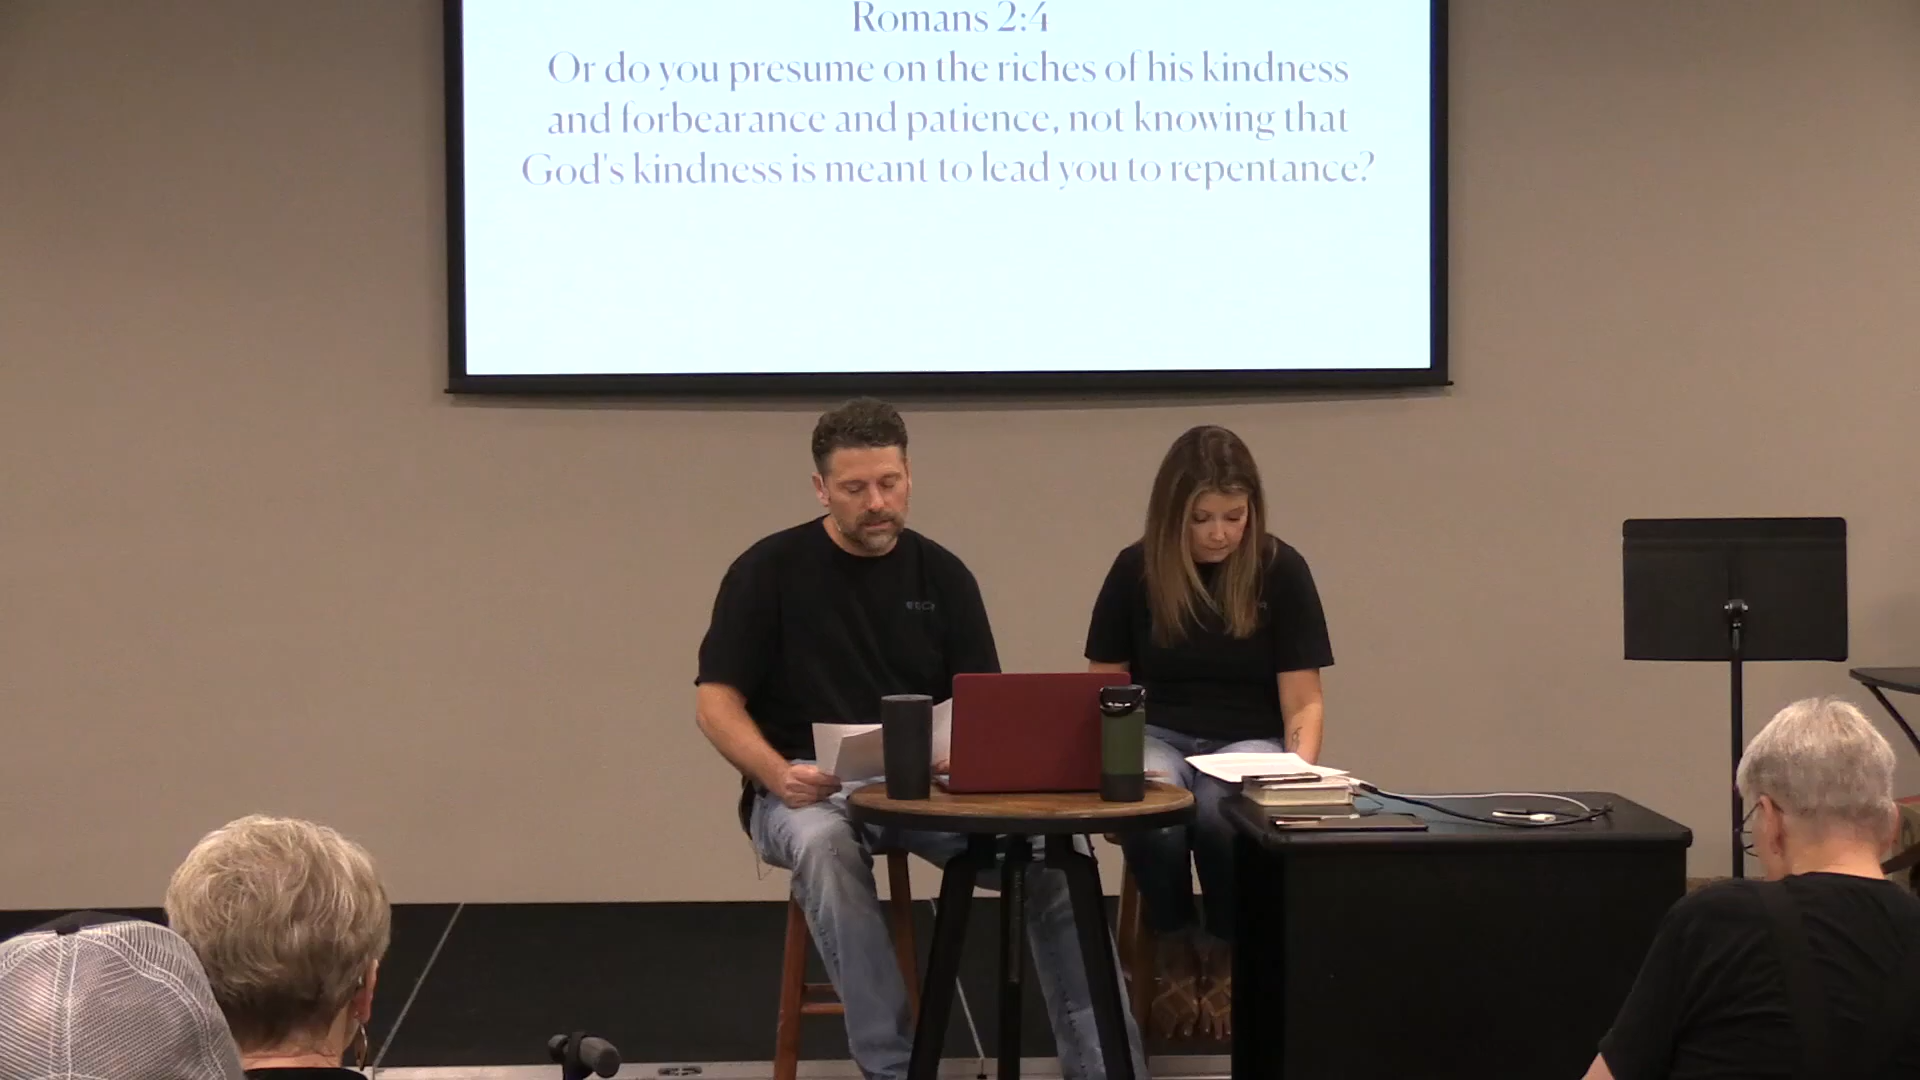 Romans 2:4
Or do you presume on the riches of his kindness
and forbearance and patience, not knowing that
God's kindness is meant to lead you to repentance?